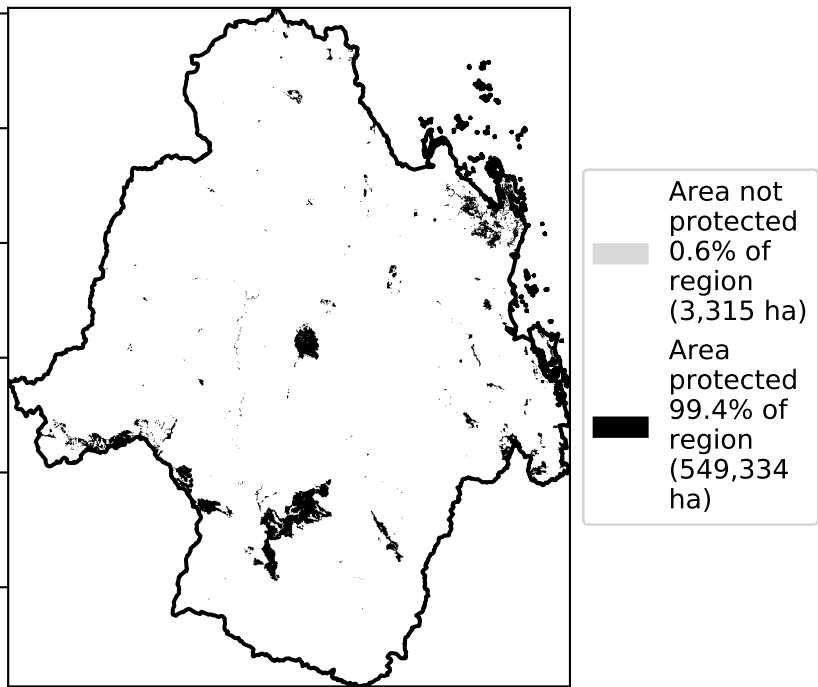 Area not
protected
0.6% of
region
(3,315 ha)
Area
protected
99.4% of
region
(549,334
ha)